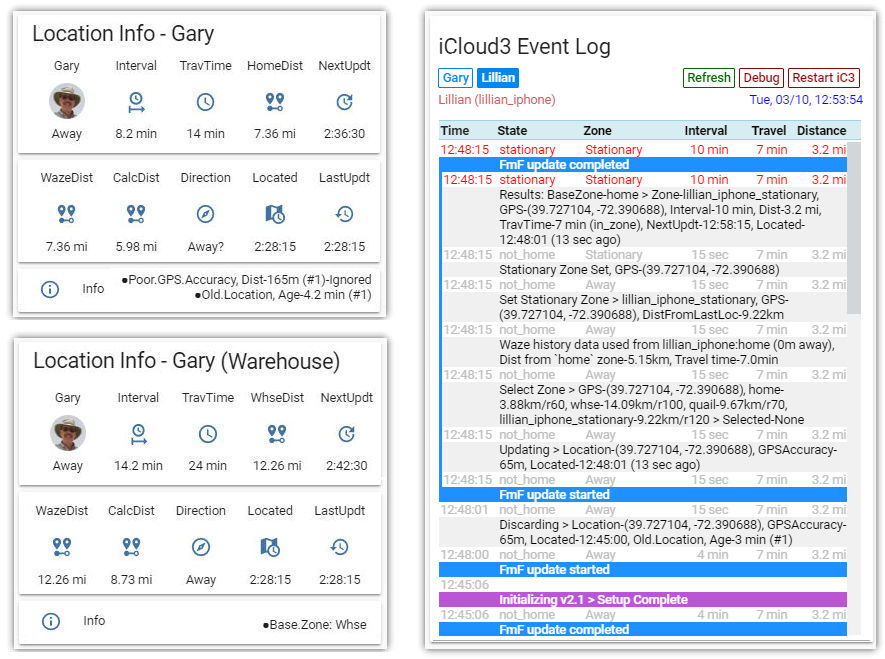 Location Info - Gary
Gary Interval TravTime HomeDist NextUpdt
Away 8.2 min 14 min 7.36 mi 2:36:30
WazeDist CalcDist Direction Located LastUpdt
7.36 mi 5.98 mi Away? 2:28:15 2:28:15
Info
●Poor.GPS.Accuracy, Dist-165m (#1)-Ignored
●Old.Location, Age-4.2 min (#1)
Location Info - Gary (Warehouse)
Gary Interval TravTime WhseDist NextUpdt
Away 14.2 min 24 min 12.26 mi 2:42:30
WazeDist CalcDist Direction Located LastUpdt
12.26 mi 8.73 mi Away 2:28:15 2:28:15
Info ●Base.Zone: Whse
iCloud3 Event Log
Gary Lillian Refresh Debug Restart iC3
Lillian (lillian_iphone) Tue, 03/10, 12:53:54
Time State Zone Interval Travel Distance
12:48:15 stationary Stationary 10 min 7 min 3.2 mi
FmF update completed
12:48:15 stationary Stationary 10 min 7 min 3.2 mi
Results: BaseZone-home > Zone-lillian_iphone_stationary,
GPS-(39.727104, -72.390688), Interval-10 min, Dist-3.2 mi,
TravTime-7 min (in_zone), NextUpdt-12:58:15, Located-
12:48:01 (13 sec ago)
12:48:15 not_home Stationary 15 sec 7 min 3.2 mi
Stationary Zone Set, GPS-(39.727104, -72.390688)
12:48:15 not_home Away 15 sec 7 min 3.2 mi
Set Stationary Zone > lillian_iphone_stationary, GPS-
(39.727104, -72.390688), DistFromLastLoc-9.22km
12:48:15 not_home Away 15 sec 7 min 3.2 mi
Waze history data used from lillian_iphone:home (0m away),
Dist from `home` zone-5.15km, Travel time-7.0min
12:48:15 not_home Away 15 sec 7 min 3.2 mi
Select Zone > GPS-(39.727104, -72.390688), home-
3.88km/r60, whse-14.09km/r100, quail-9.67km/r70,
lillian_iphone_stationary-9.22km/r120 > Selected-None
12:48:15 not_home Away 15 sec 7 min 3.2 mi
Updating > Location-(39.727104, -72.390688), GPSAccuracy-
65m, Located-12:48:01 (13 sec ago)
12:48:15 not_home Away 15 sec 7 min 3.2 mi
FmF update started
12:48:01 not_home Away 15 sec 7 min 3.2 mi
Discarding > Location-(39.727104, -72.390688), GPSAccuracy-
65m, Located-12:45:00, Old.Location, Age-3 min (#1)
12:48:00 not_home Away 4 min 7 min 3.2 mi
FmF update started
12:45:06
Initializing v2.1 > Setup Complete
12:45:06 not_home Away 4 min 7 min 3.2 mi
FmF update completed